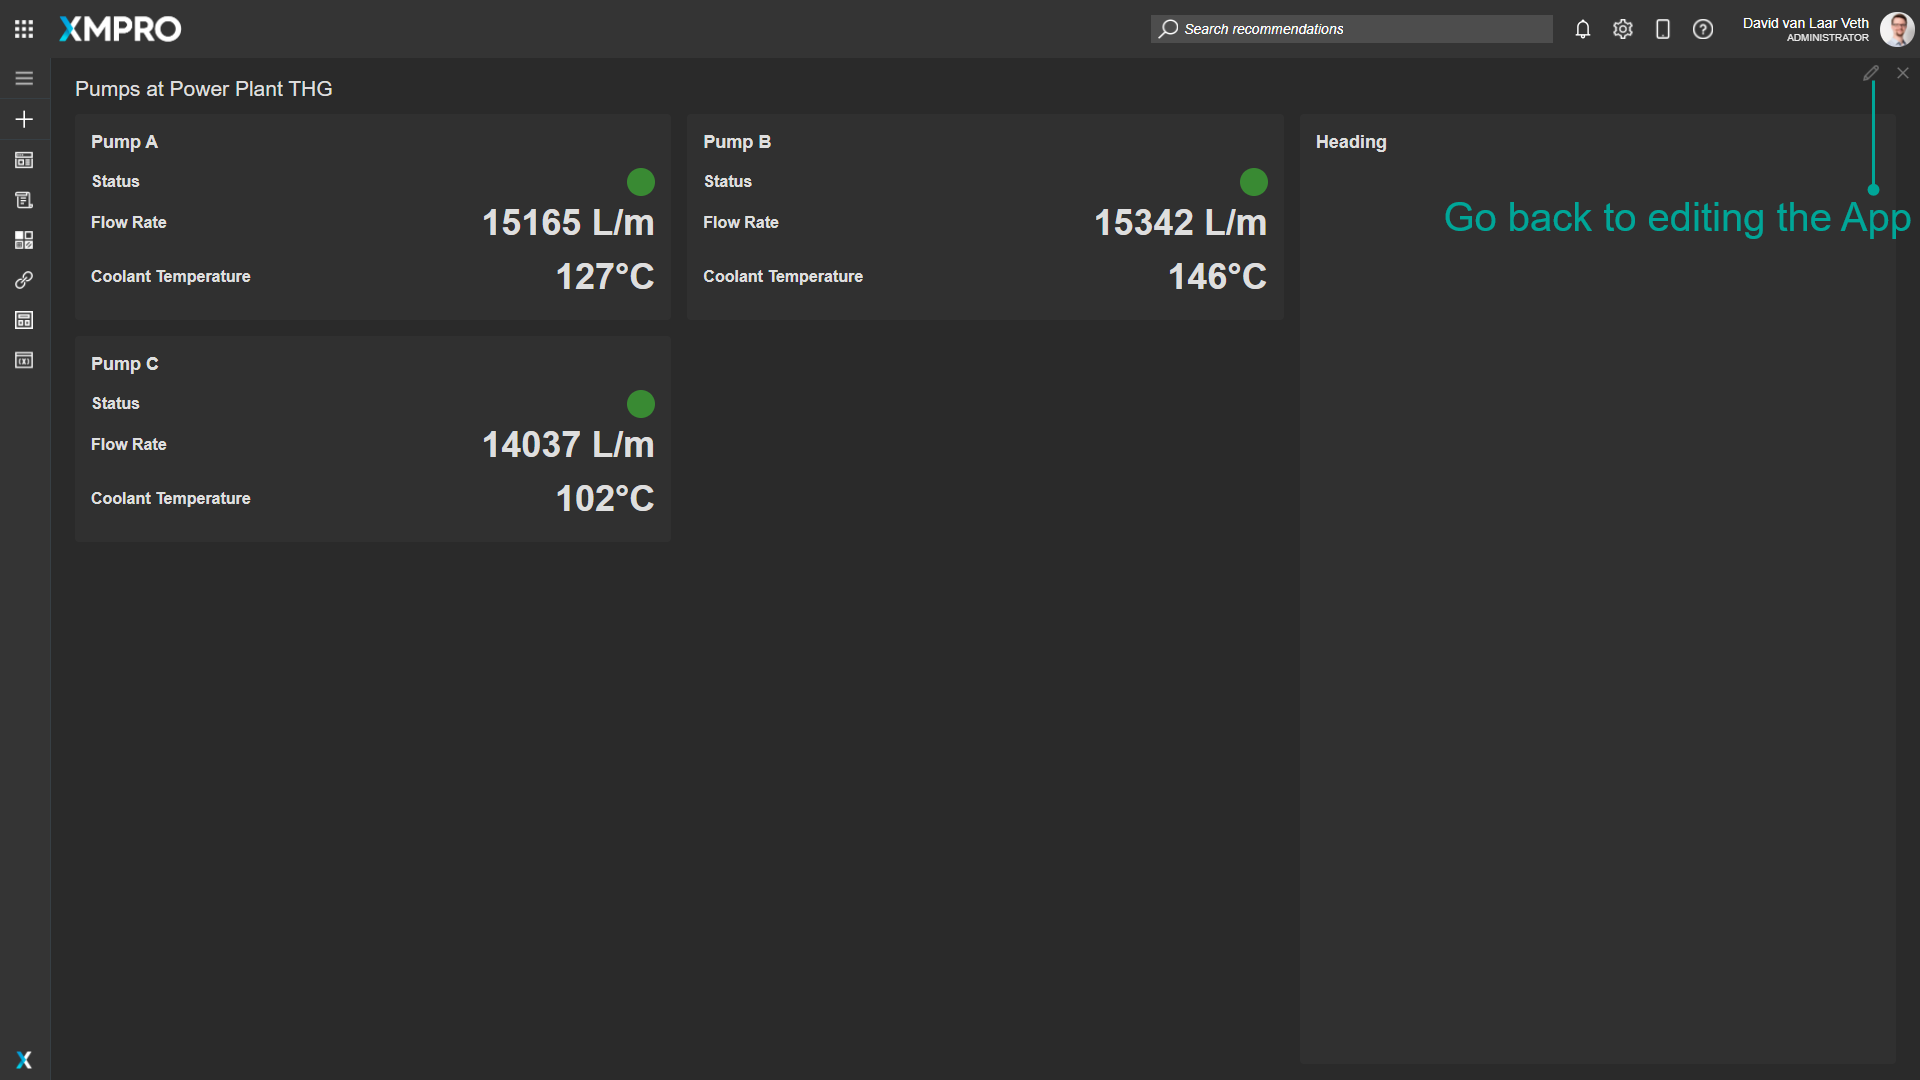 XMPRO
Search recommendations
David van Laar Veth
ADMINISTRATOR
Pumps at Power Plant THG
Pump A
Status
Flow Rate 15165 L/m
Coolant Temperature 127°C
Pump B
Status
Flow Rate 15342 L/m
Coolant Temperature 146°C
Heading
Go back to editing the App
Pump C
Status
Flow Rate 14037 L/m
Coolant Temperature 102°C